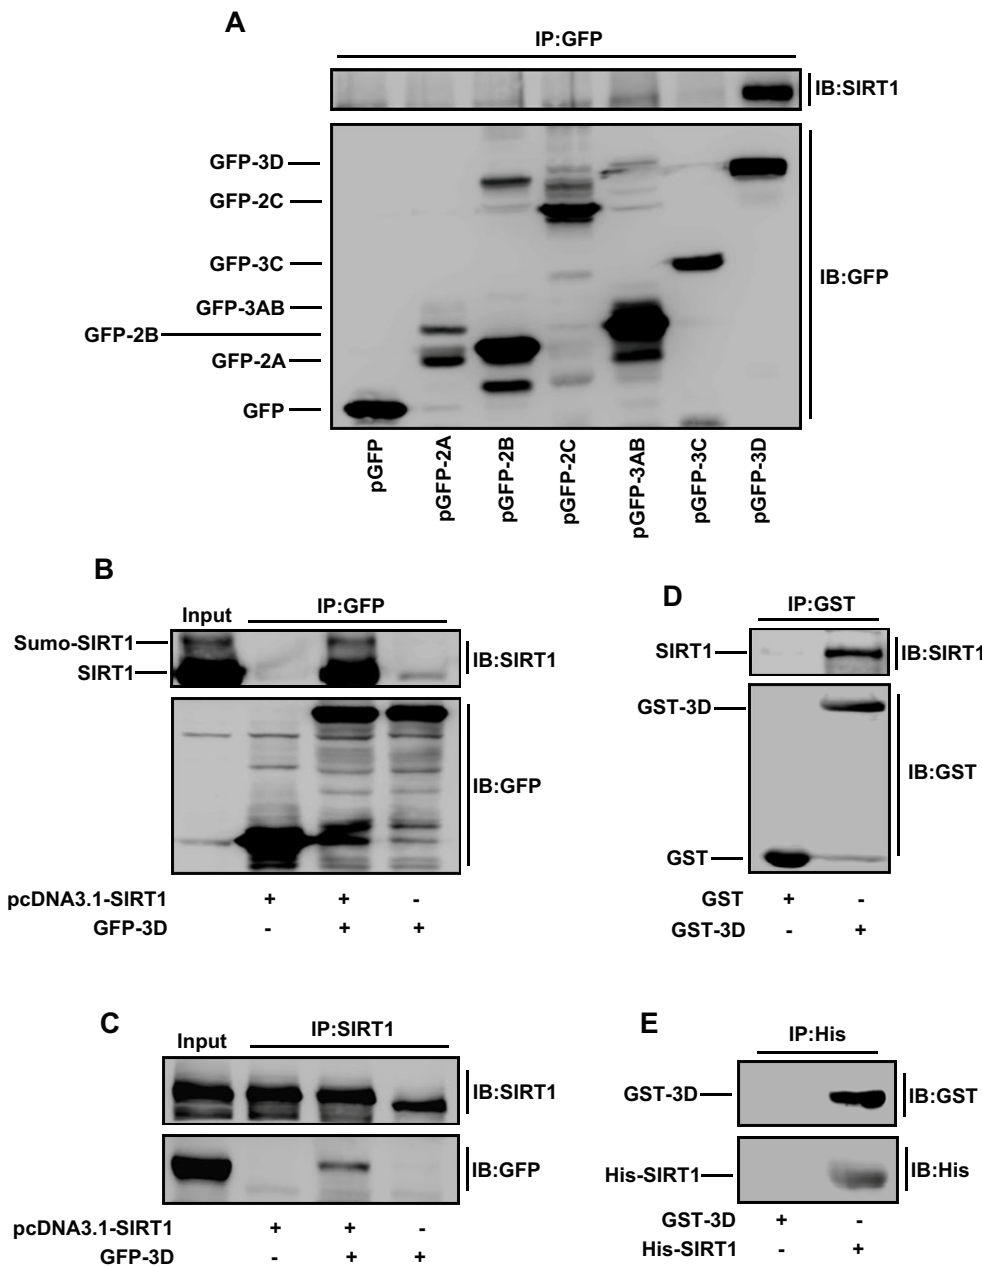 A
IP:GFP
IB:SIRT1
GFP-3D
GFP-2C
GFP-3C
GFP-3AB
GFP-2B
GFP-2A
GFP
IB:GFP
pGFP
pGFP-2A
pGFP-2B
pGFP-2C
pGFP-3AB
pGFP-3C
pGFP-3D
B
Input
IP:GFP
Sumo-SIRT1
SIRT1
IB:SIRT1
IB:GFP
pcDNA3.1-SIRT1 + + -
GFP-3D - + +
D
IP:GST
SIRT1
IB:SIRT1
GST-3D
IB:GST
GST
GST + -
GST-3D - +
C
Input
IP:SIRT1
IB:SIRT1
IB:GFP
pcDNA3.1-SIRT1 + + -
GFP-3D - + +
E
IP:His
GST-3D
IB:GST
His-SIRT1
IB:His
GST-3D + -
His-SIRT1 - +